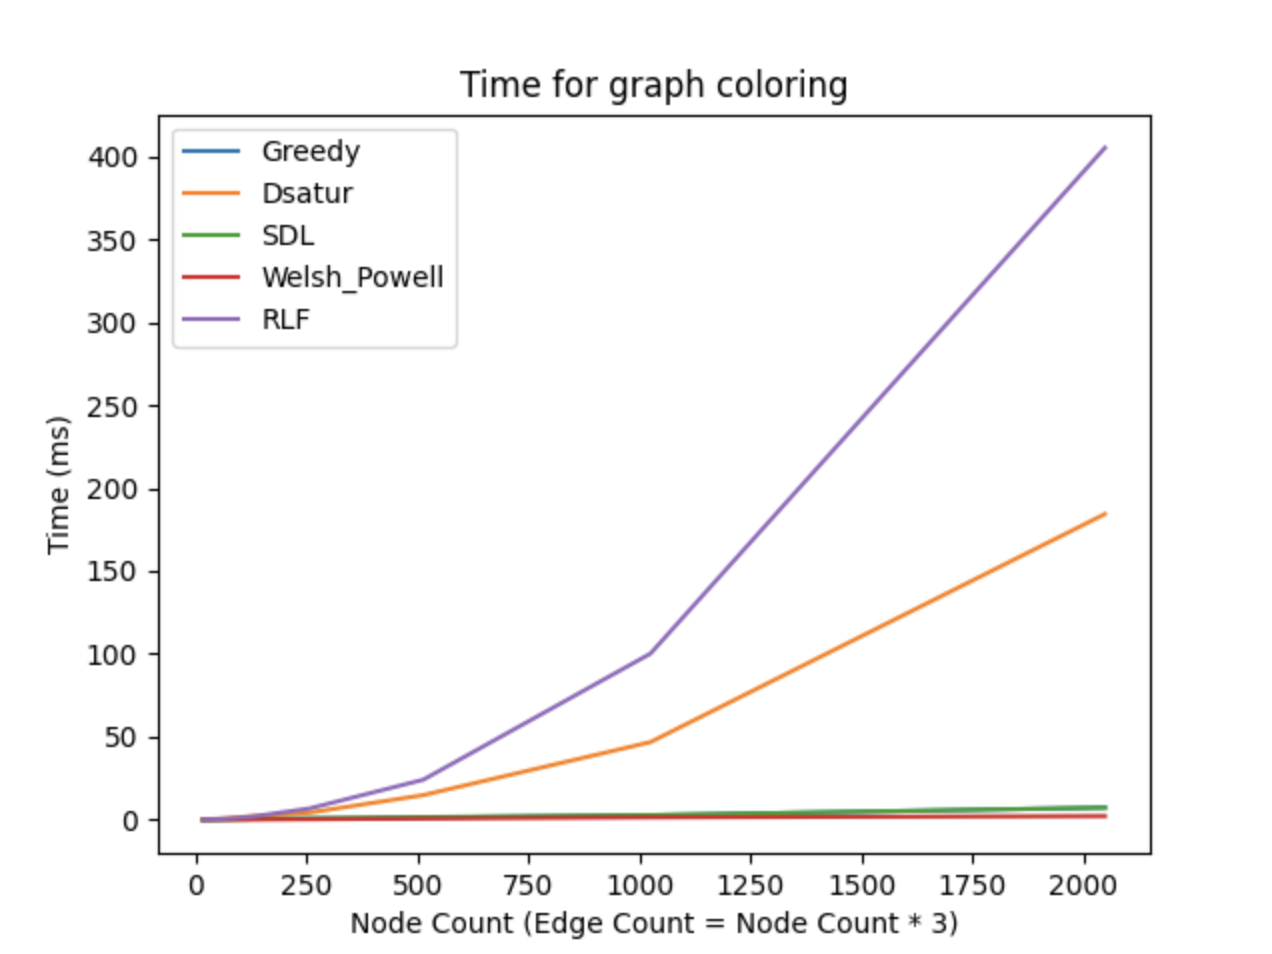 Time for graph coloring
Greedy
Dsatur
SDL
Welsh_Powell
RLF
400
350
300
250
200
150
100
50
0
Time (ms)
0 250 500 750 1000 1250 1500 1750 2000
Node Count (Edge Count = Node Count * 3)